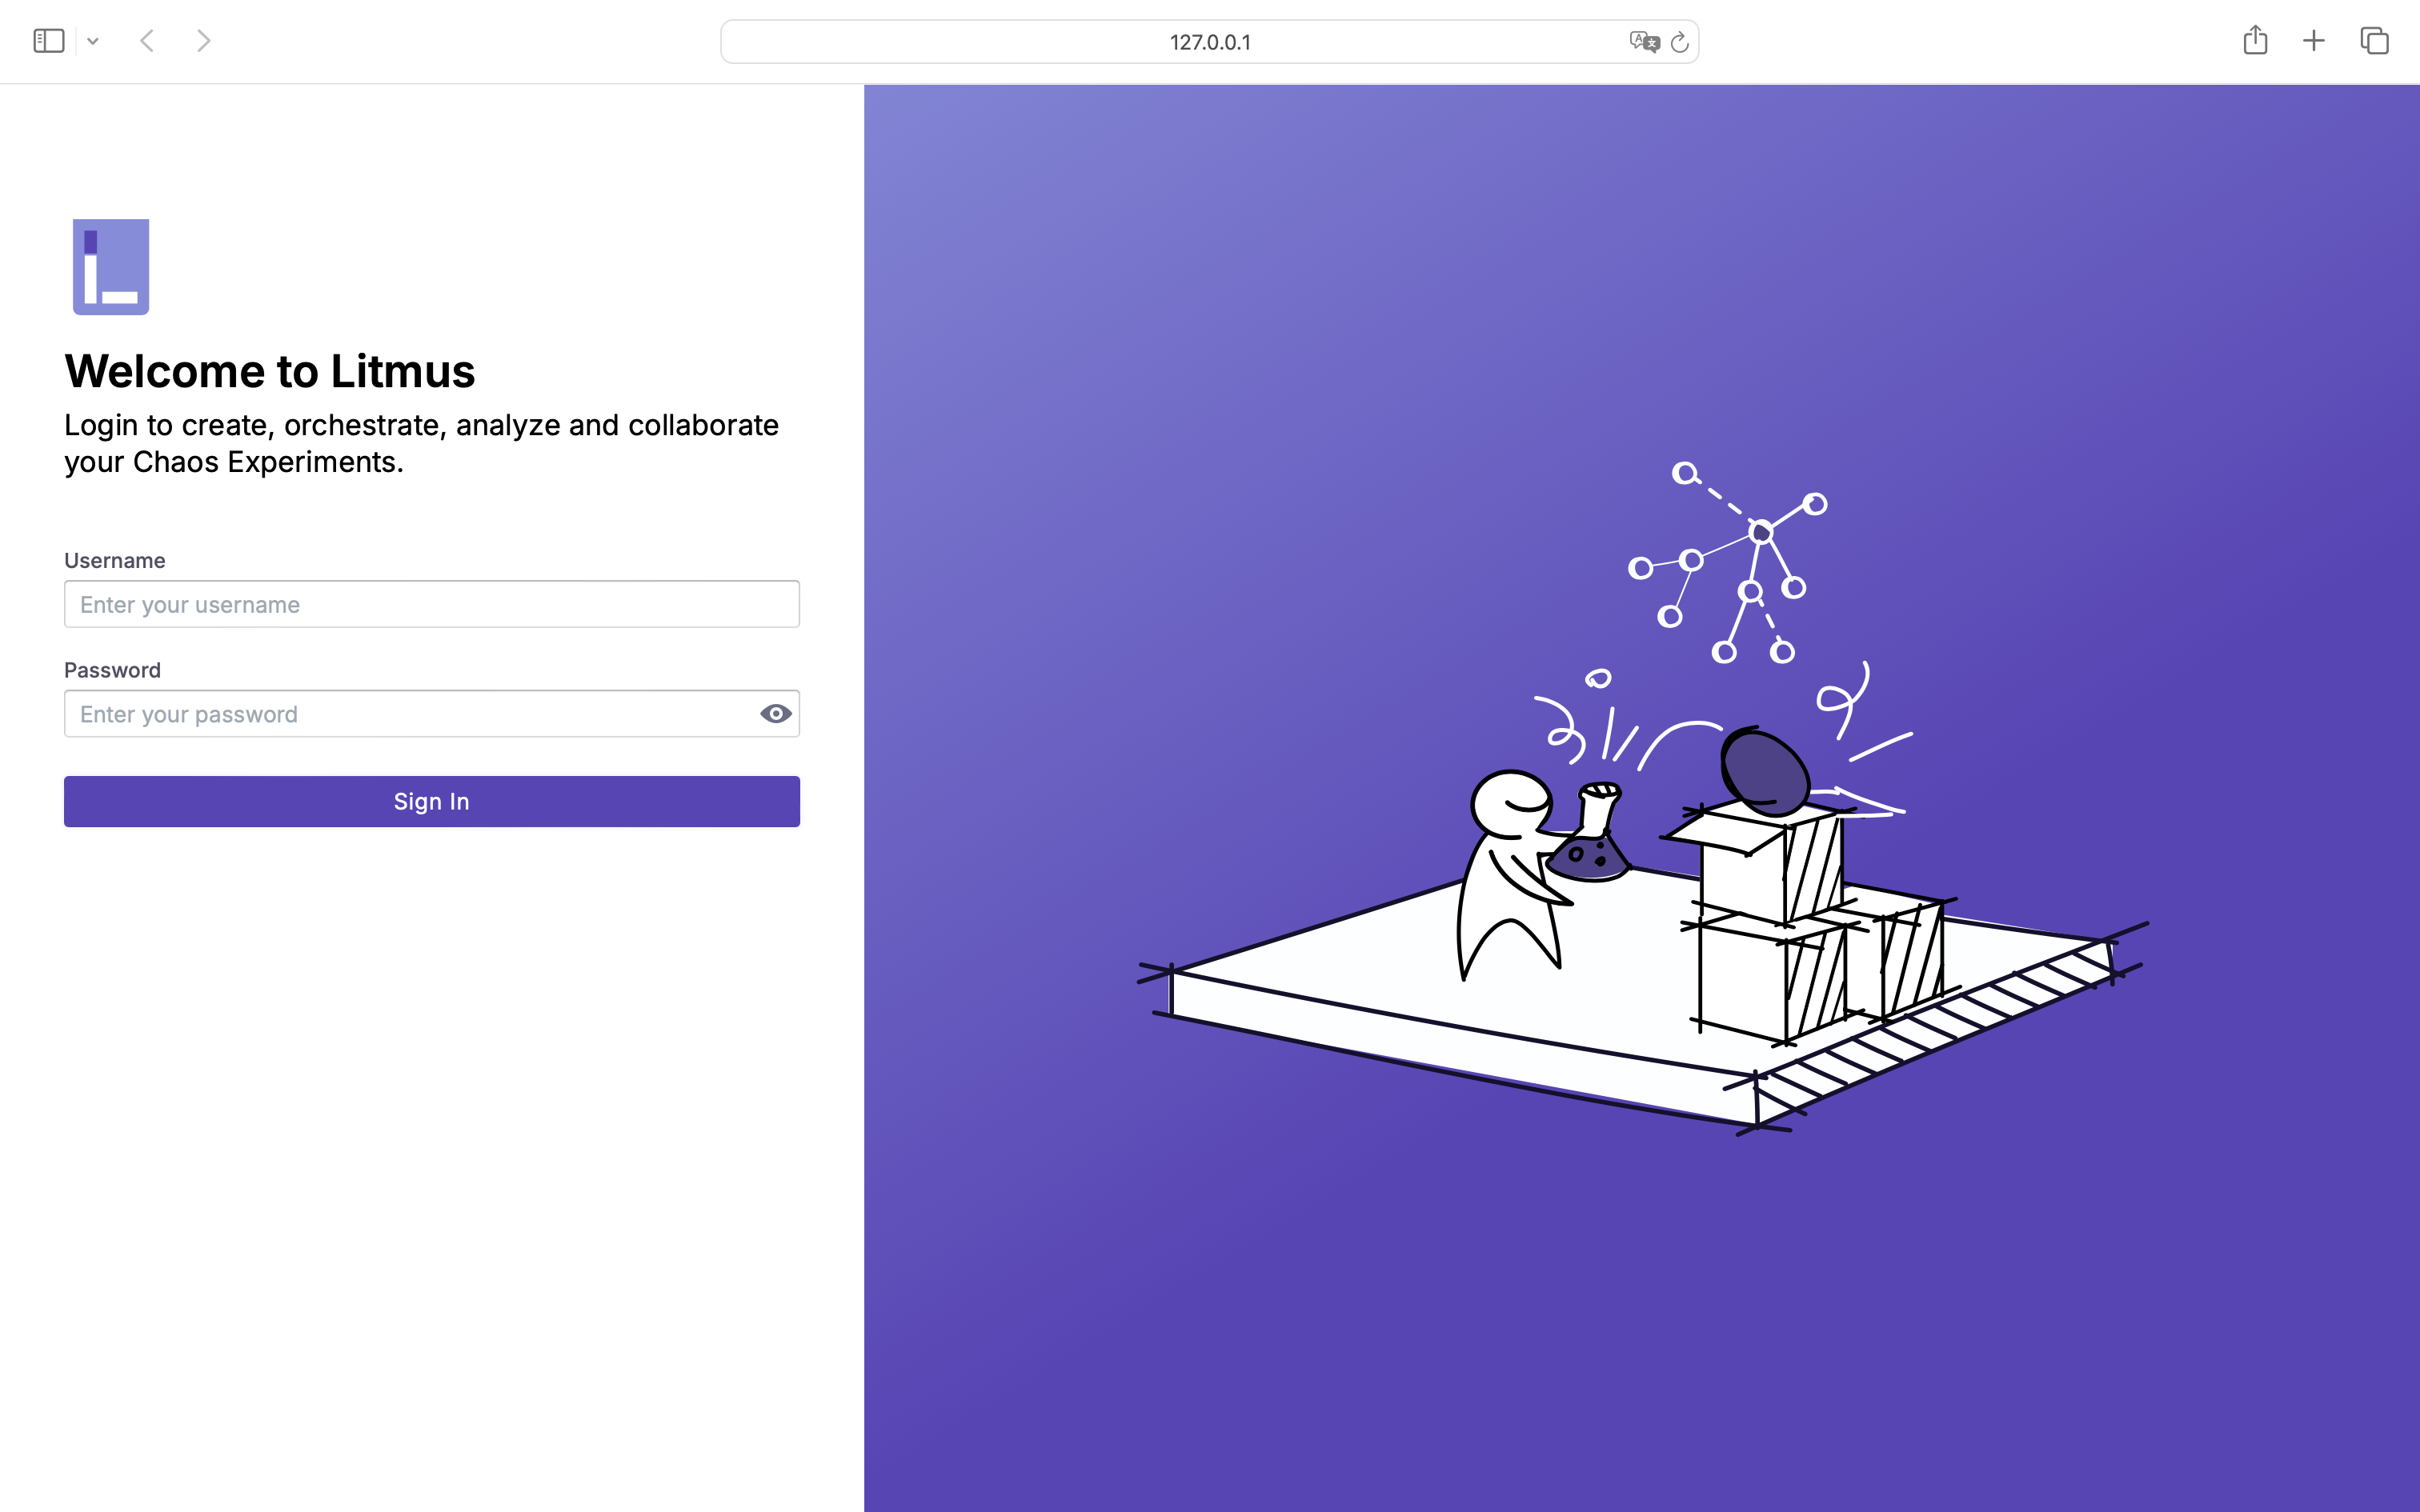 127.0.0.1
Welcome to Litmus
Login to create, orchestrate, analyze and collaborate
your Chaos Experiments.
Username
Enter your username
Password
Enter your password
Sign In